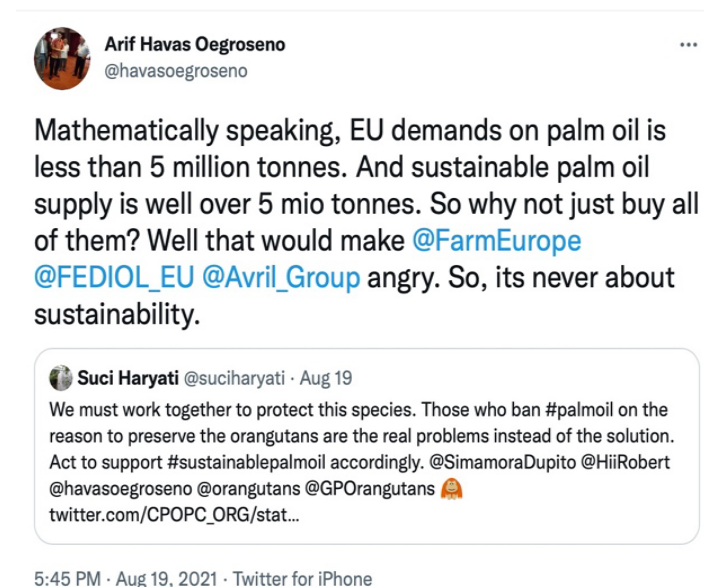 Arif Havas Oegroseno
@havasoegroseno
Mathematically speaking, EU demands on palm oil is
less than 5 million tonnes. And sustainable palm oil
supply is well over 5 mio tonnes. So why not just buy all
of them? Well that would make @FarmEurope
@FEDIOL_EU @Avril_Group angry. So, its never about
sustainability.
Suci Haryati @suciharyati · Aug 19
We must work together to protect this species. Those who ban #palmoil on the
reason to preserve the orangutans are the real problems instead of the solution.
Act to support #sustainablepalmoil accordingly. @SimamoraDupito @HiiRobert
@havasoegroseno @orangutans @GPOrangutans
twitter.com/CPOPC_ORG/stat...
5:45 PM · Aug 19, 2021 · Twitter for iPhone